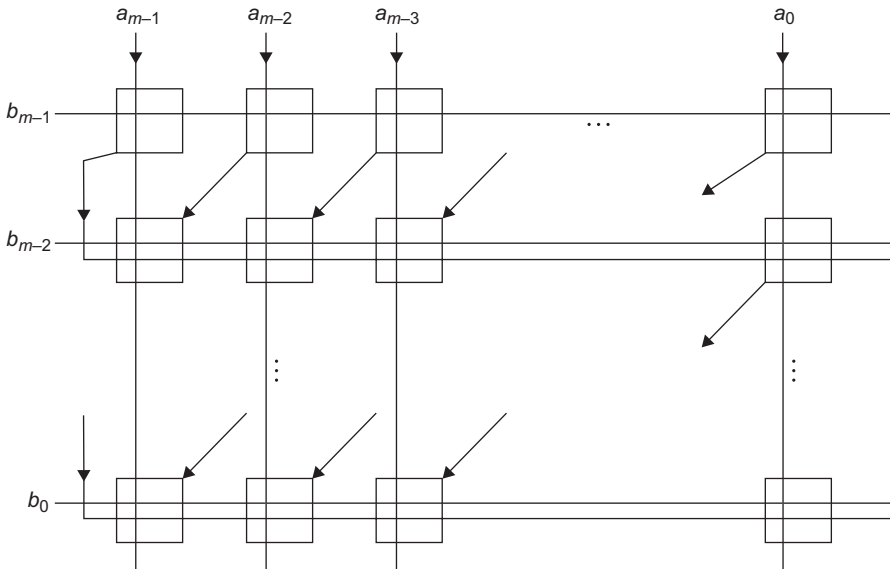 a_{m–1} a_{m–2} a_{m–3} a_0
b_{m–1} ...
b_{m–2}
⋮ ⋮
b_0